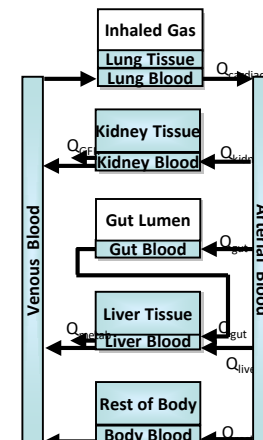 Inhaled Gas
Lung Tissue
Lung Blood
Q cardiac
Kidney Tissue
Kidney Blood
Q GFR
Q kidney
Gut Lumen
Gut Blood
Q gut
Liver Tissue
Liver Blood
Q metab
Q gut
Q live
Rest of Body
Body Blood
Q
Venous Blood
Arterial Blood